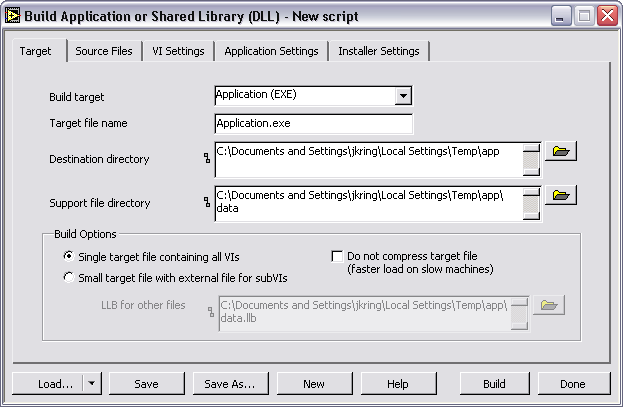 Build Application or Shared Library (DLL) - New script
Target Source Files VI Settings Application Settings Installer Settings
Build target Application (EXE)
Target file name Application.exe
Destination directory C:\Documents and Settings\jkring\Local Settings\Temp\app
Support file directory C:\Documents and Settings\jkring\Local Settings\Temp\app\
data
Build Options
Single target file containing all VIs Do not compress target file
(faster load on slow machines)
Small target file with external file for subVIs
LLB for other files C:\Documents and Settings\jkring\Local Settings\Temp\app\
data.llb
Load... Save Save As... New Help Build Done